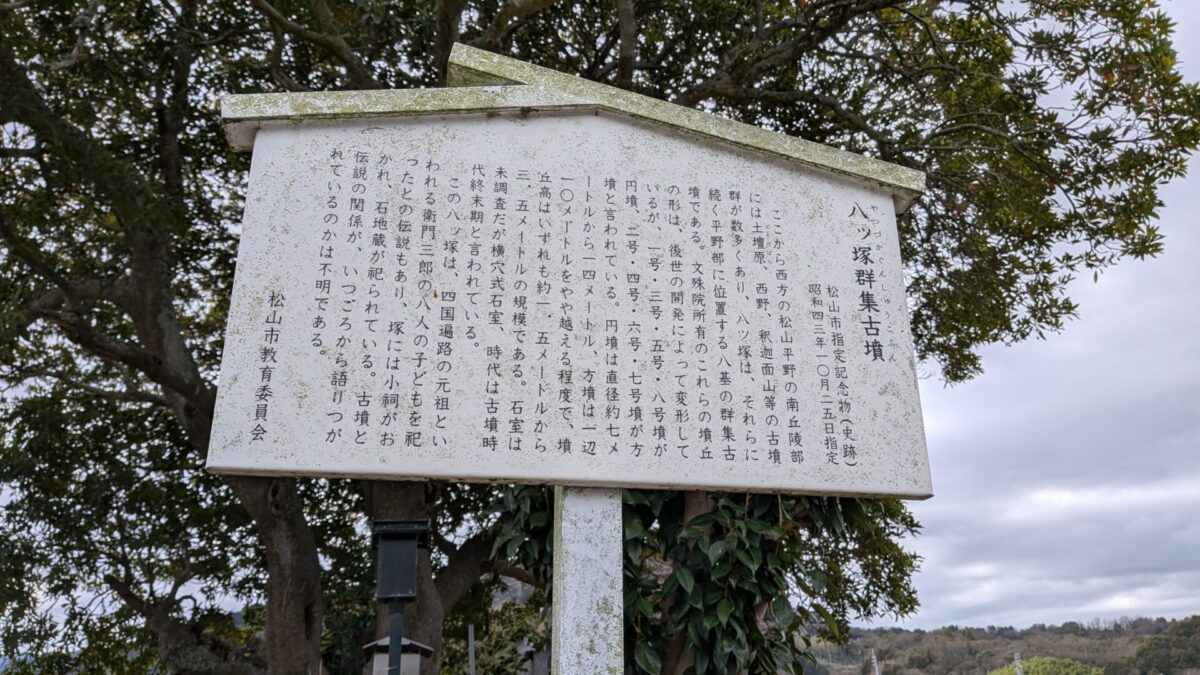 八ッ塚群集古墳
やつづかぐんしゅうこふん
松山市指定記念物(史跡)
昭和四三年一〇月二五日指定
ここから西方の松山平野の南丘陵部
には土壇原、西野、釈迦面山等の古墳
群が数多くあり、八ッ塚は、それらに
続く平野部に位置する八基の群集古
墳である。文殊院所有のこれらの墳丘
の形は、後世の開発によって変形して
いるが、一号・三号・五号・八号墳が
円墳、二号・四号・六号・七号墳が方
墳と言われている。円墳は直径約七メ
ートルから一四メートル、方墳は一辺
一〇メートルをやや越える程度で、墳
丘高はいずれも約一.五メートルから
三.五メートルの規模である。石室は
未調査だが横穴式石室、時代は古墳時
代終末期と言われている。
この八ッ塚は、四国遍路の元祖とい
われる衛門三郎の八人の子どもを祀
ったとの伝説もあり、塚には小祠がお
かれ、石地蔵が祀られている。古墳と
伝説の関係が、いつごろから語りつが
れているのかは不明である。
松山市教育委員会